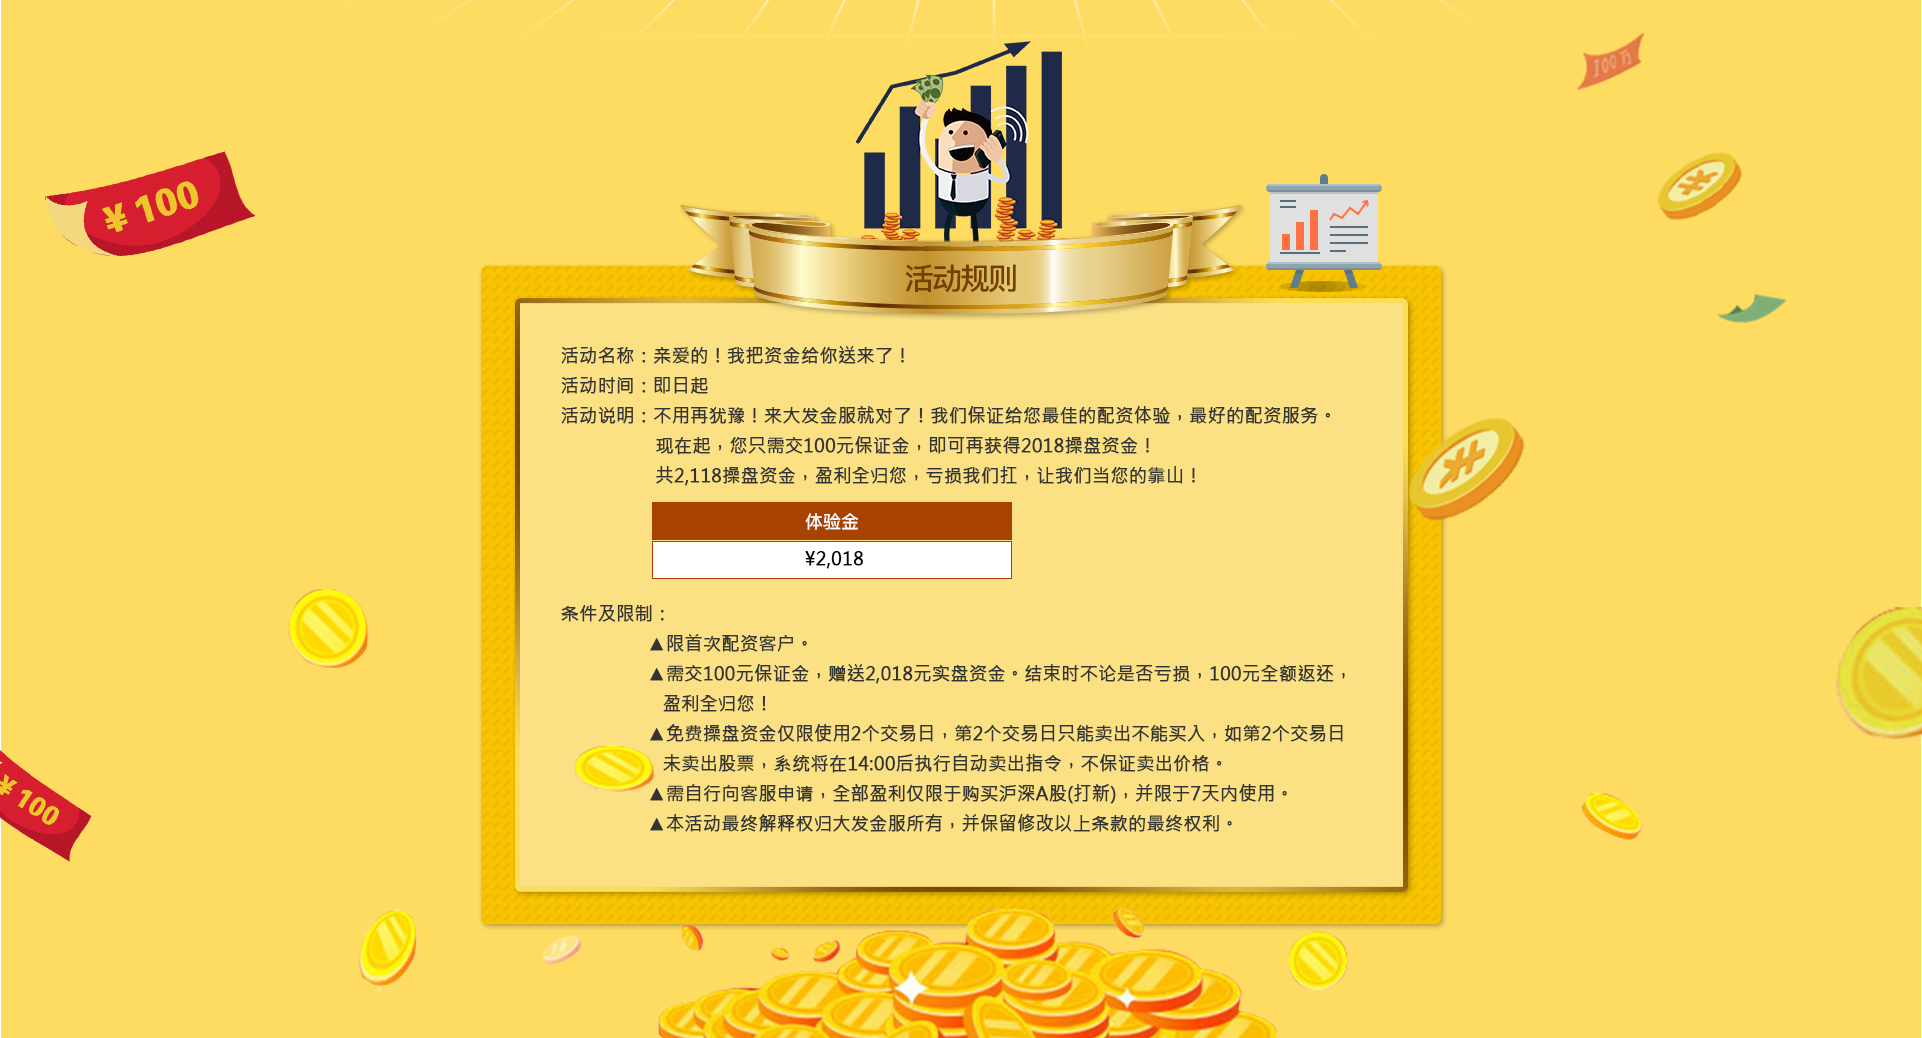 100 元
¥ 100
活动规则
活动名称：亲爱的！我把资金给你送来了！
活动时间：即日起
活动说明：不用再犹豫！来大发金服就对了！我们保证给您最佳的配资体验，最好的配资服务。
现在起，您只需交100元保证金，即可再获得2018操盘资金！
共2,118操盘资金，盈利全归您，亏损我们扛，让我们当您的靠山！
体验金
¥2,018
条件及限制：
▲限首次配资客户。
▲需交100元保证金，赠送2,018元实盘资金。结束时不论是否亏损，100元全额返还，
盈利全归您！
▲免费操盘资金仅限使用2个交易日，第2个交易日只能卖出不能买入，如第2个交易日
未卖出股票，系统将在14:00后执行自动卖出指令，不保证卖出价格。
▲需自行向客服申请，全部盈利仅限于购买沪深A股(打新)，并限于7天内使用。
▲本活动最终解释权归大发金服所有，并保留修改以上条款的最终权利。
¥ 100